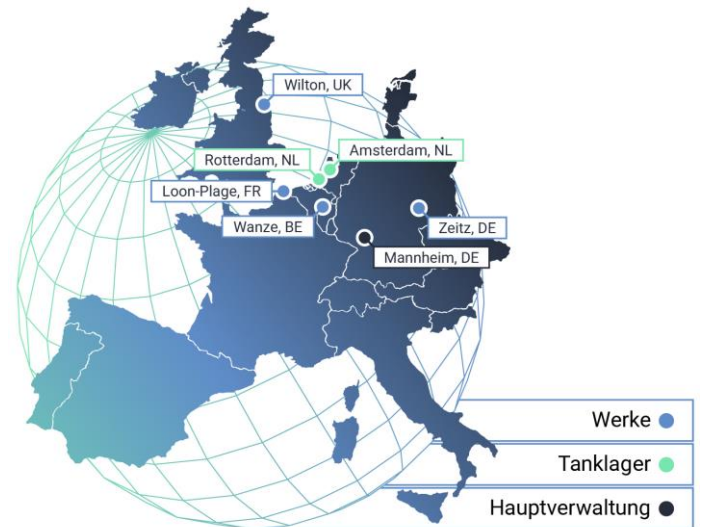 Wilton, UK
Amsterdam, NL
Rotterdam, NL
Loon-Plage, FR
Wanze, BE
Zeitz, DE
Mannheim, DE
Werke
Tanklager
Hauptverwaltung